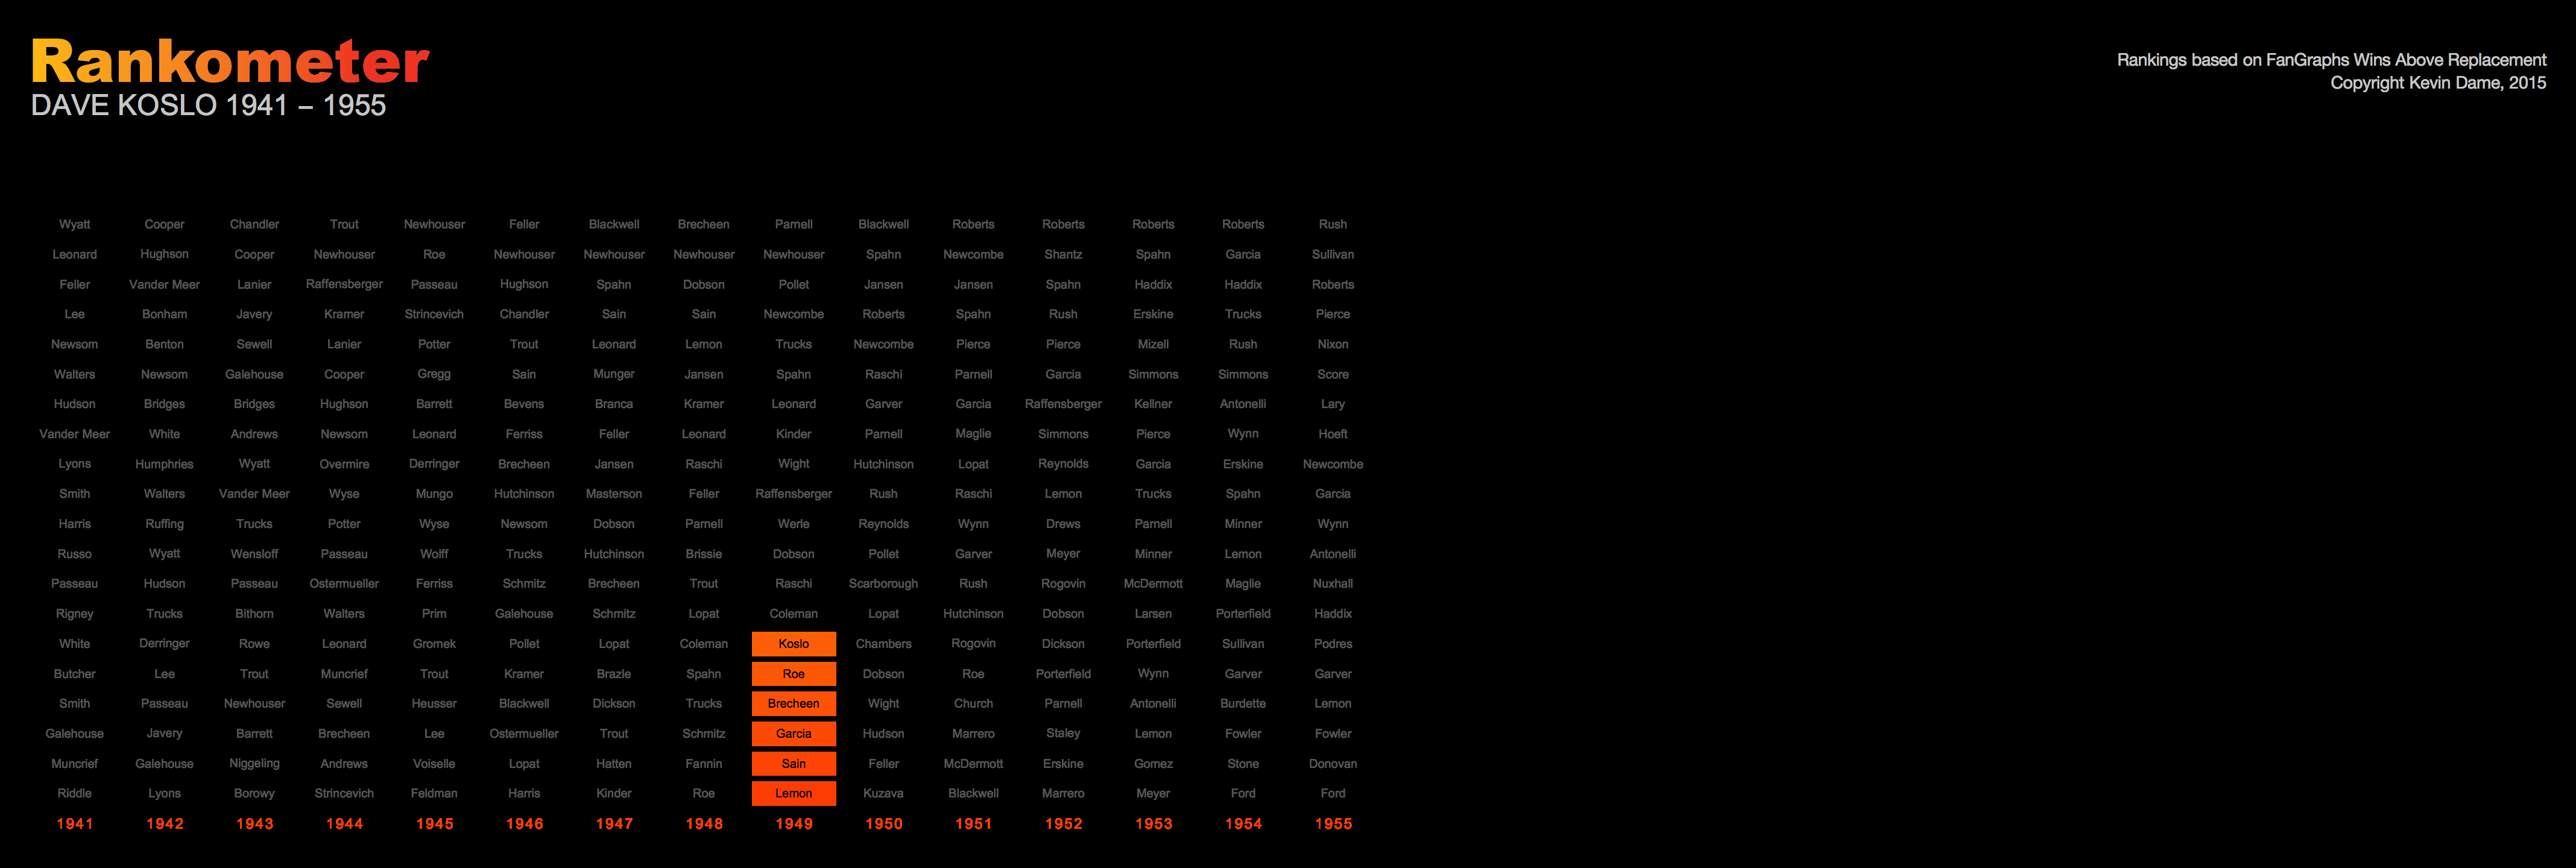 Rankometer
DAVE KOSLO 1941 – 1955
Rankings based on FanGraphs Wins Above Replacement
Copyright Kevin Dame, 2015
Wyatt Cooper Chandler Trout Newhouser Feller Blackwell Brecheen Parnell Blackwell Roberts Roberts Roberts Roberts Rush
Leonard Hughson Cooper Newhouser Roe Newhouser Newhouser Newhouser Newhouser Spahn Newcombe Shantz Spahn Garcia Sullivan
Feller Vander Meer Lanier Raffensberger Passeau Hughson Spahn Dobson Pollet Jansen Jansen Spahn Haddix Haddix Roberts
Lee Bonham Javery Kramer Strincevich Chandler Sain Sain Newcombe Roberts Spahn Rush Erskine Trucks Pierce
Newsom Benton Sewell Lanier Potter Trout Leonard Lemon Trucks Newcombe Pierce Pierce Mizell Rush Nixon
Walters Newsom Galehouse Cooper Gregg Sain Munger Jansen Spahn Raschi Parnell Garcia Simmons Simmons Score
Hudson Bridges Bridges Hughson Barrett Bevens Branca Kramer Leonard Garver Garcia Raffensberger Kellner Antonelli Lary
Vander Meer White Andrews Newsom Leonard Ferriss Feller Leonard Kinder Parnell Maglie Simmons Pierce Wynn Hoeft
Lyons Humphries Wyatt Overmire Derringer Brecheen Jansen Raschi Wight Hutchinson Lopat Reynolds Garcia Erskine Newcombe
Smith Walters Vander Meer Wyse Mungo Hutchinson Masterson Feller Raffensberger Rush Raschi Lemon Trucks Spahn Garcia
Harris Ruffing Trucks Potter Wyse Newsom Dobson Parnell Werle Reynolds Wynn Drews Parnell Minner Wynn
Russo Wyatt Wensloff Passeau Wolff Trucks Hutchinson Brissie Dobson Pollet Garver Meyer Minner Lemon Antonelli
Passeau Hudson Passeau Ostermueller Ferriss Schmitz Brecheen Trout Raschi Scarborough Rush Rogovin McDermott Maglie Nuxhall
Rigney Trucks Bithorn Walters Prim Galehouse Schmitz Lopat Coleman Lopat Hutchinson Dobson Larsen Porterfield Haddix
White Derringer Rowe Leonard Gromek Pollet Lopat Coleman Koslo Chambers Rogovin Dickson Porterfield Sullivan Podres
Butcher Lee Trout Muncrief Trout Kramer Brazle Spahn Roe Dobson Roe Porterfield Wynn Garver Garver
Smith Passeau Newhouser Sewell Heusser Blackwell Dickson Trucks Brecheen Wight Church Parnell Antonelli Burdette Lemon
Galehouse Javery Barrett Brecheen Lee Ostermueller Trout Schmitz Garcia Hudson Marrero Staley Lemon Fowler Fowler
Muncrief Galehouse Niggeling Andrews Voiselle Lopat Hatten Fannin Sain Feller McDermott Erskine Gomez Stone Donovan
Riddle Lyons Borowy Strincevich Feldman Harris Kinder Roe Lemon Kuzava Blackwell Marrero Meyer Ford Ford
1941 1942 1943 1944 1945 1946 1947 1948 1949 1950 1951 1952 1953 1954 1955